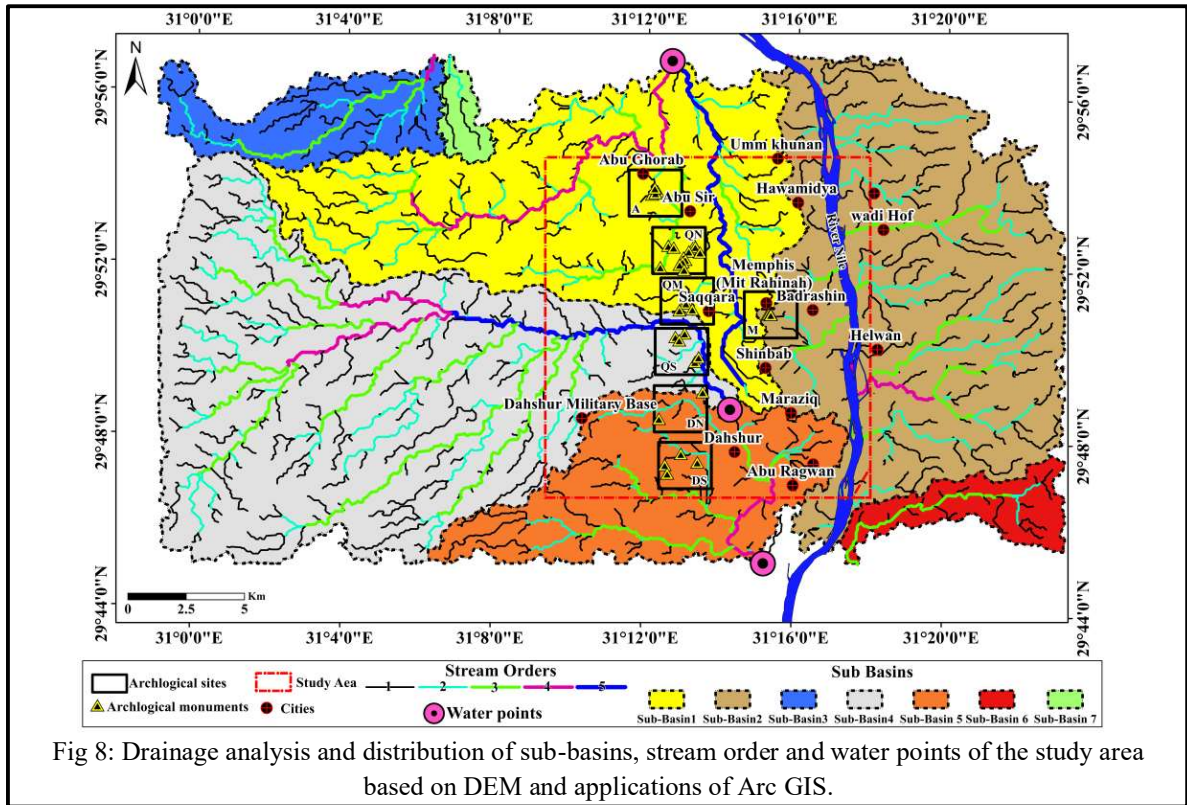 31°0'0"E 31°4'0"E 31°8'0"E 31°12'0"E 31°16'0"E 31°20'0"E
N
29°56'0"N
29°56'0"N
Umm khunan
Abu Ghorab
Hawamidya
Abu Sir
A
wadi Hof
QN
River Nile
29°52'0"N
29°52'0"N
Memphis
(Mit Rahinah)
QM
Saqqara
Badrashin
M
Helwan
Shinbab
QS
Maraziq
Dahshur Military Base
DN
29°48'0"N
29°48'0"N
Dahshur
Abu Ragwan
DS
Km
0 2.5 5
29°44'0"N
29°44'0"N
31°0'0"E 31°4'0"E 31°8'0"E 31°12'0"E 31°16'0"E 31°20'0"E
Archlogical sites
Study Aea
Stream Orders
1 2 3 4 5
Sub Basins
Archlogical monuments
Cities
Water points
Sub-Basin1 Sub-Basin2 Sub-Basin3 Sub-Basin4 Sub-Basin 5 Sub-Basin 6 Sub-Basin 7
Fig 8: Drainage analysis and distribution of sub-basins, stream order and water points of the study area
based on DEM and applications of Arc GIS.